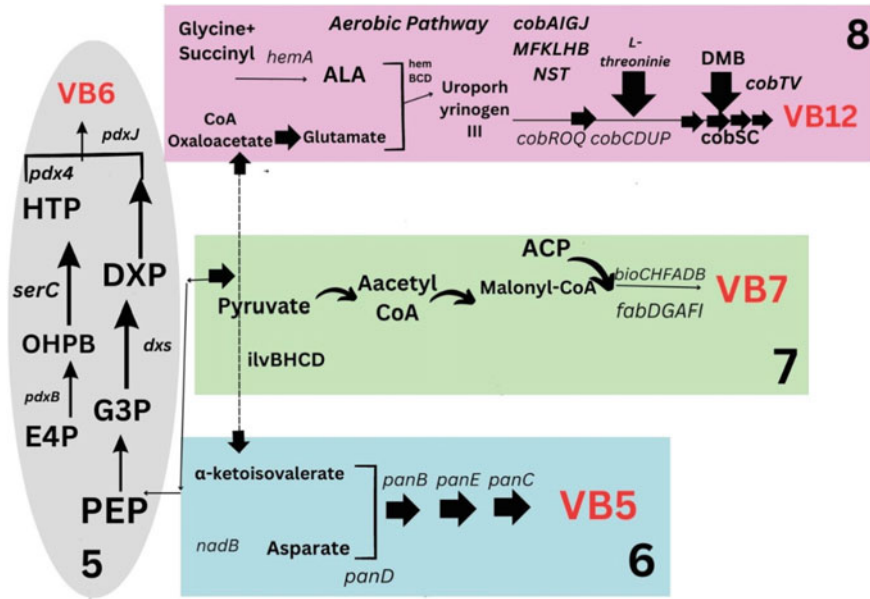 VB6
pdxJ
pdx4
HTP
serC
DXP
OHPB
dxs
pdxB
G3P
E4P
PEP
5
Glycine+
Succinyl
hemA
ALA
CoA
Oxaloacetate
Glutamate
Aerobic Pathway
hem
BCD
Uroporh
yrinogen
III
cobAIGJ
MFKLHB
NST
L-
threoninie
DMB
cobTV
cobROQ cobCDUP
cobSC
VB12
8
Pyruvate
Aacetyl
CoA
ACP
Malonyl-CoA
bioCHFADB
fabDGAFI
VB7
ilvBHCD
7
α-ketoisovalerate
nadB
Asparate
panD
panB panE panC
VB5
6